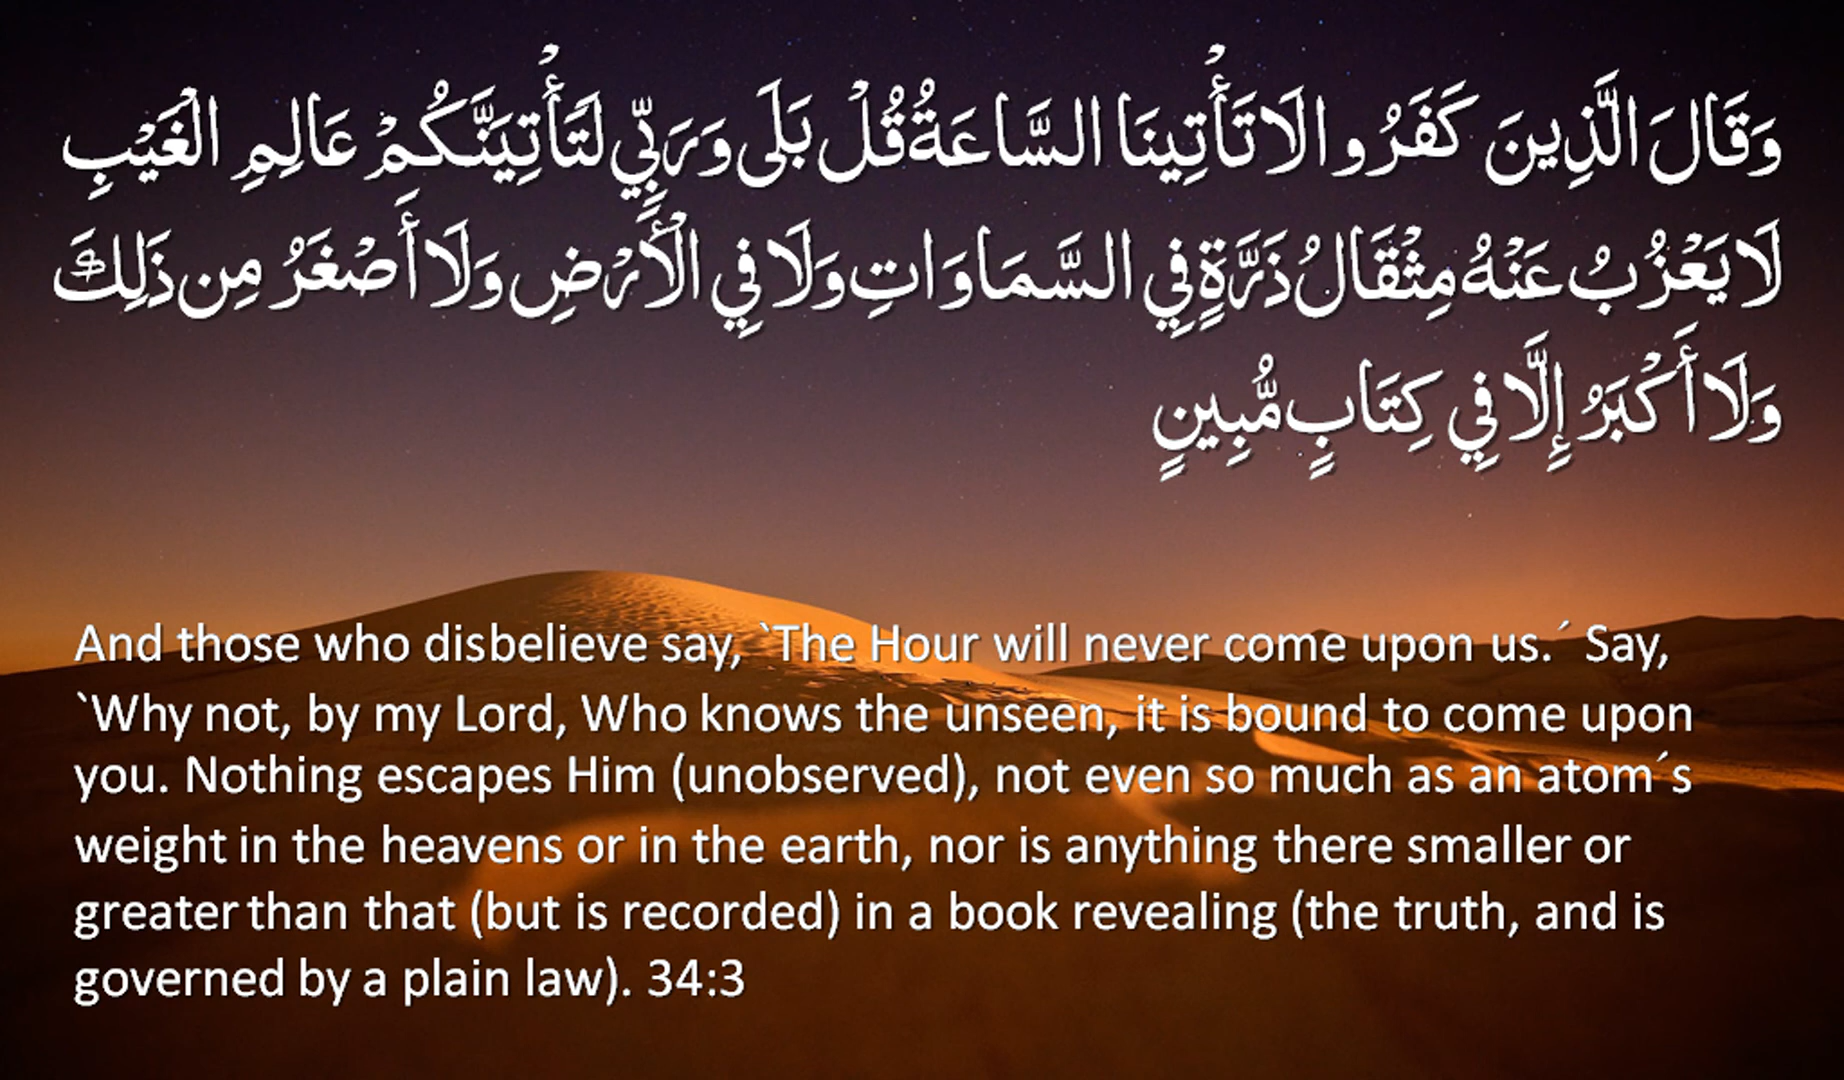 وَقَالَ الَّذِينَ كَفَرُوا لَا تَأْتِينَا السَّاعَةُ قُلْ بَلَى وَرَبِّي لَتَأْتِيَنَّكُمْ عَالِمِ الْغَيْبِ
لَا يَعْزُبُ عَنْهُ مِثْقَالُ ذَرَّةٍ فِي السَّمَاوَاتِ وَلَا فِي الْأَرْضِ وَلَا أَصْغَرُ مِن ذَلِكَ
وَلَا أَكْبَرُ إِلَّا فِي كِتَابٍ مُّبِينٍ
And those who disbelieve say, `The Hour will never come upon us.´ Say,
`Why not, by my Lord, Who knows the unseen, it is bound to come upon
you. Nothing escapes Him (unobserved), not even so much as an atom´s
weight in the heavens or in the earth, nor is anything there smaller or
greater than that (but is recorded) in a book revealing (the truth, and is
governed by a plain law). 34:3